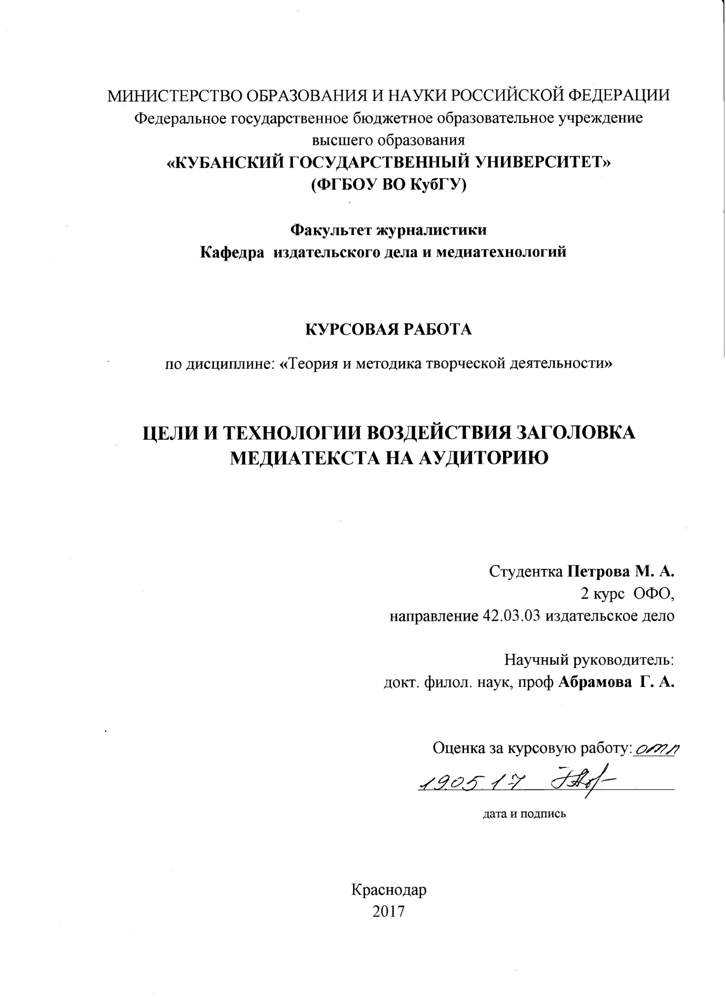 МИНИСТЕРСТВО ОБРАЗОВАНИЯ И НАУКИ РОССИЙСКОЙ ФЕДЕРАЦИИ
Федеральное государственное бюджетное образовательное учреждение
высшего образования
«КУБАНСКИЙ ГОСУДАРСТВЕННЫЙ УНИВЕРСИТЕТ»
(ФГБОУ ВО КубГУ)
Факультет журналистики
Кафедра издательского дела и медиатехнологий
КУРСОВАЯ РАБОТА
по дисциплине: «Теория и методика творческой деятельности»
ЦЕЛИ И ТЕХНОЛОГИИ ВОЗДЕЙСТВИЯ ЗАГОЛОВКА
МЕДИАТЕКСТА НА АУДИТОРИЮ
Студентка Петрова М. А.
2 курс ОФО,
направление 42.03.03 издательское дело
Научный руководитель:
докт. филол. наук, проф Абрамова Г. А.
Оценка за курсовую работу: отл
19.05.17
дата и подпись
Краснодар
2017